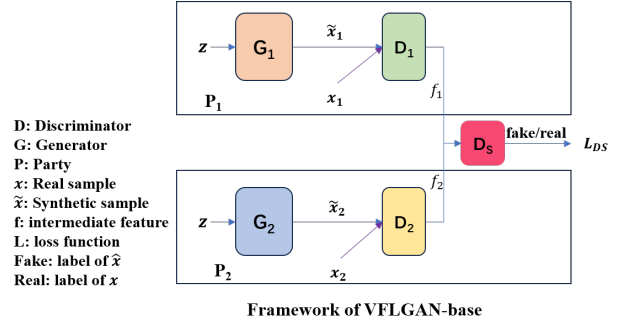 z
G₁
x̃₁
D₁
x₁
P₁
f₁
D: Discriminator
G: Generator
P: Party
x: Real sample
x̃: Synthetic sample
f: intermediate feature
L: loss function
Fake: label of x̂
Real: label of x
D_S
fake/real
L_DS
f₂
z
G₂
x̃₂
D₂
x₂
P₂
Framework of VFLGAN-base